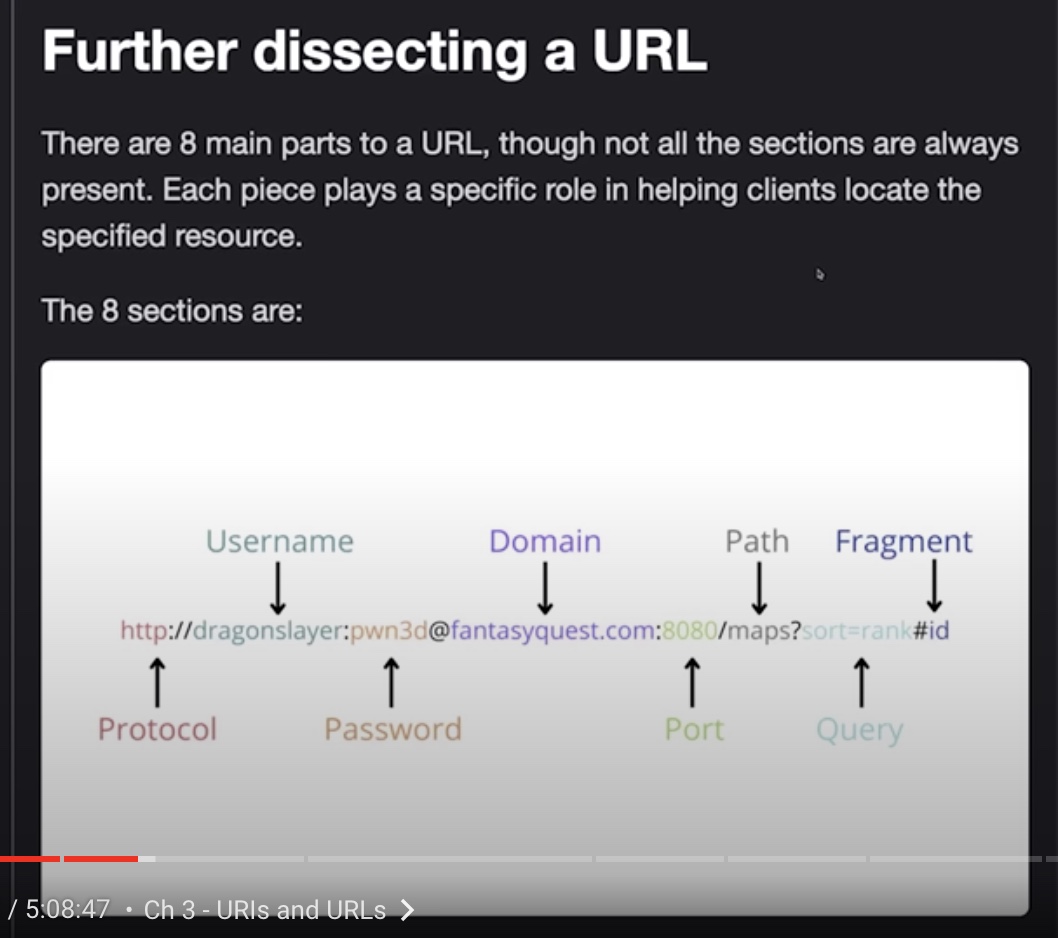 Further dissecting a URL
There are 8 main parts to a URL, though not all the sections are always
present. Each piece plays a specific role in helping clients locate the
specified resource.
The 8 sections are:
Username Domain Path Fragment
http://dragonslayer:pwn3d@fantasyquest.com:8080/maps?sort=rank#id
Protocol Password Port Query
/ 5:08:47 • Ch 3 - URIs and URLs